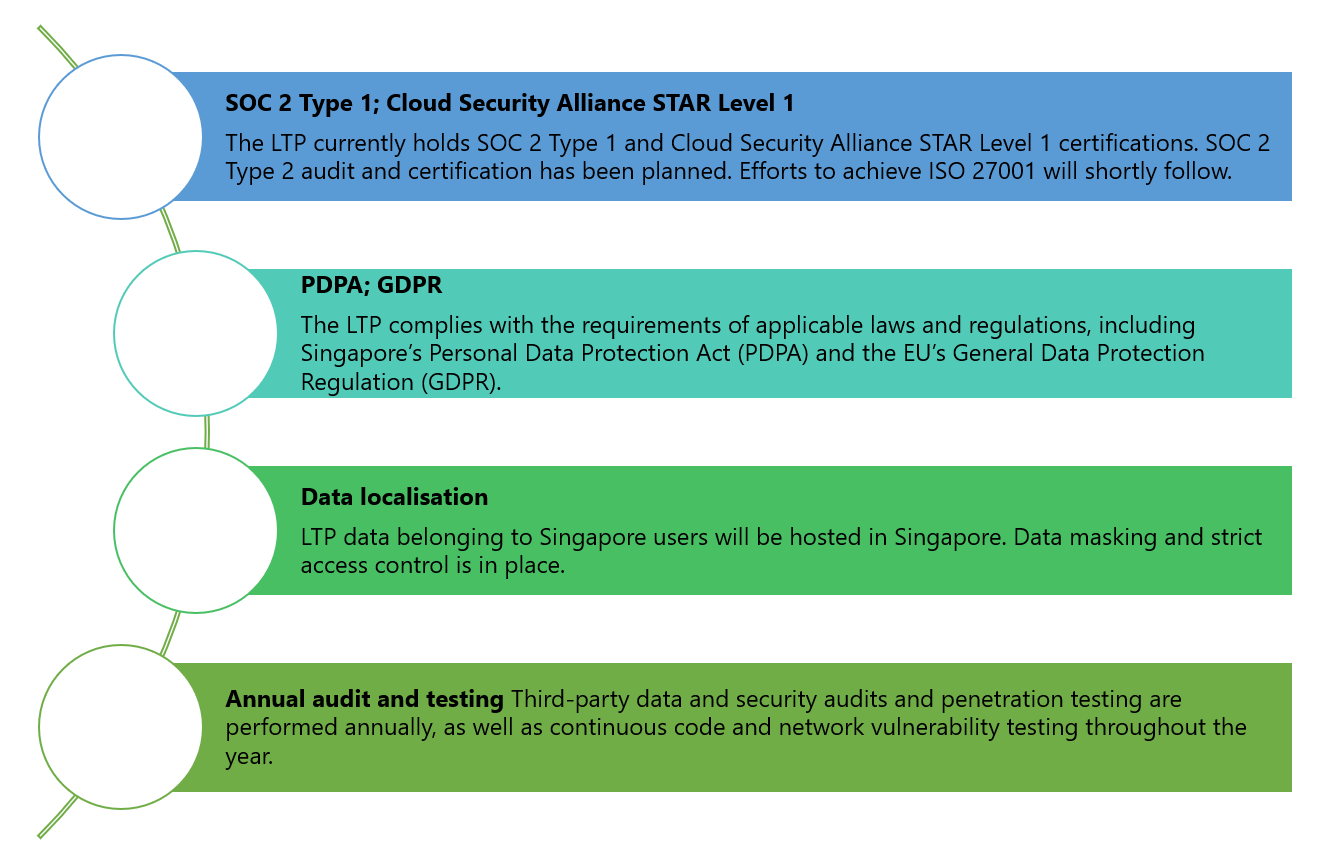 SOC 2 Type 1; Cloud Security Alliance STAR Level 1
The LTP currently holds SOC 2 Type 1 and Cloud Security Alliance STAR Level 1 certifications. SOC 2
Type 2 audit and certification has been planned. Efforts to achieve ISO 27001 will shortly follow.
PDPA; GDPR
The LTP complies with the requirements of applicable laws and regulations, including
Singapore’s Personal Data Protection Act (PDPA) and the EU’s General Data Protection
Regulation (GDPR).
Data localisation
LTP data belonging to Singapore users will be hosted in Singapore. Data masking and strict
access control is in place.
Annual audit and testing Third-party data and security audits and penetration testing are
performed annually, as well as continuous code and network vulnerability testing throughout the
year.